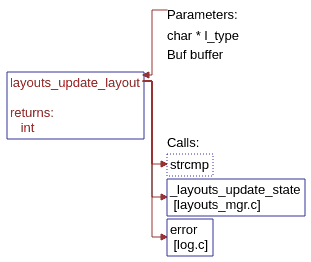 Parameters:
char * l_type
Buf buffer
layouts_update_layout
returns:
int
Calls:
strcmp
_layouts_update_state
[layouts_mgr.c]
error
[log.c]